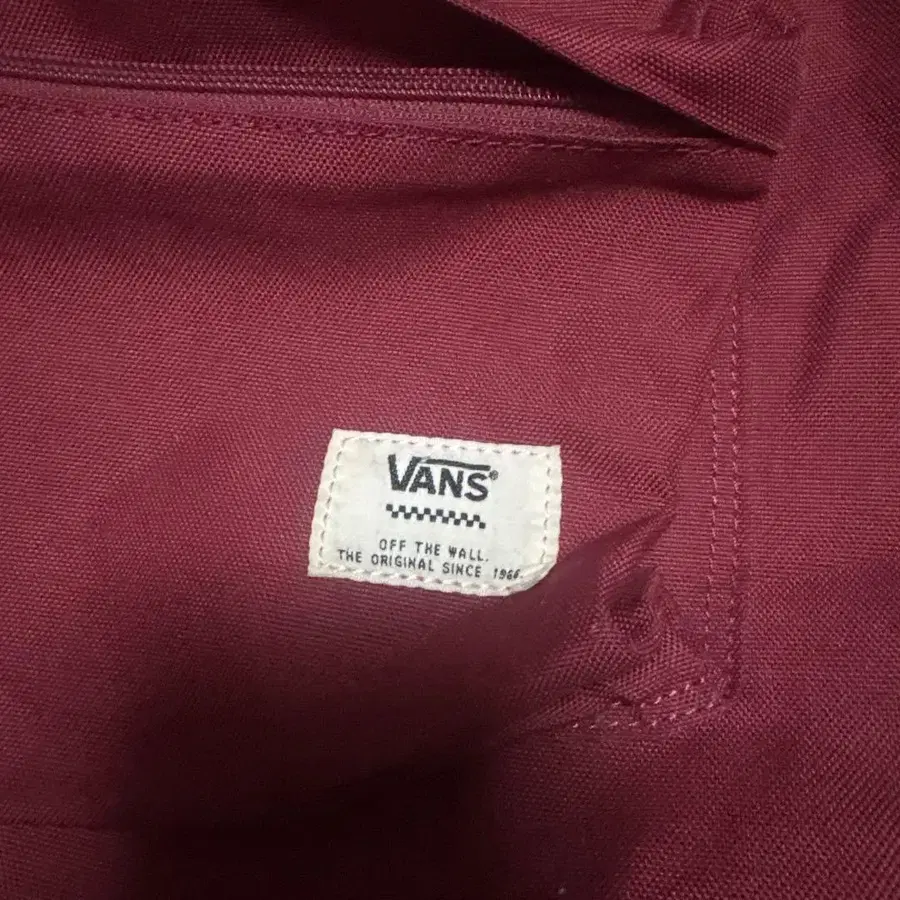 VANS®
OFF THE WALL.
THE ORIGINAL SINCE 1966.